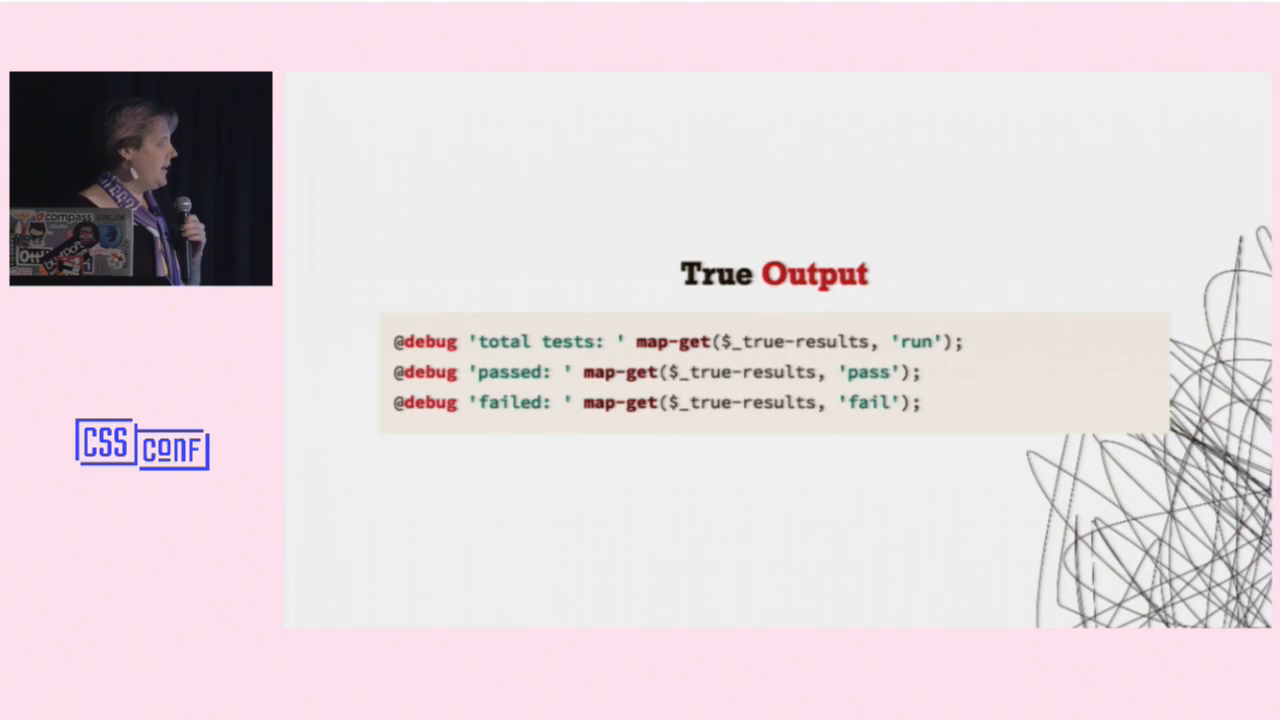 compass
True Output
@debug 'total tests: ' map-get($_true-results, 'run');
@debug 'passed: ' map-get($_true-results, 'pass');
@debug 'failed: ' map-get($_true-results, 'fail');
CSS
CONF